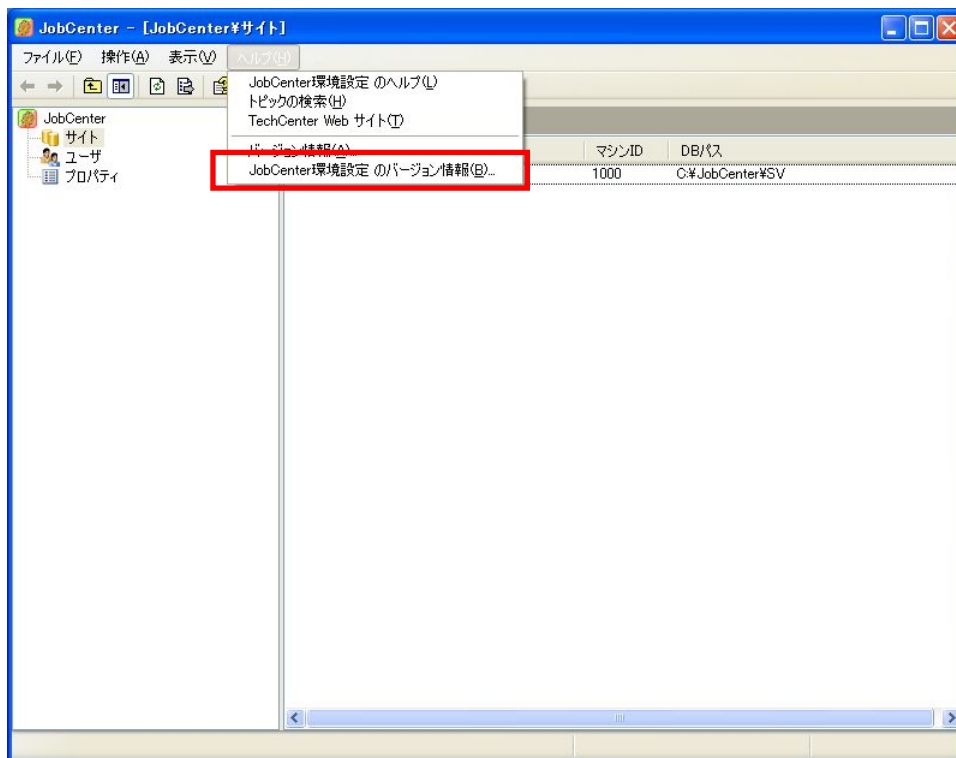 JobCenter - [JobCenter¥サイト]
ファイル(F) 操作(A) 表示(V) ヘルプ(H)
JobCenter環境設定 のヘルプ(L)
トピックの検索(H)
TechCenter Web サイト(T)
バージョン情報(A)...
JobCenter環境設定 のバージョン情報(B)...
JobCenter
サイト
ユーザ
プロパティ
マシンID DBパス
1000 C:¥JobCenter¥SV